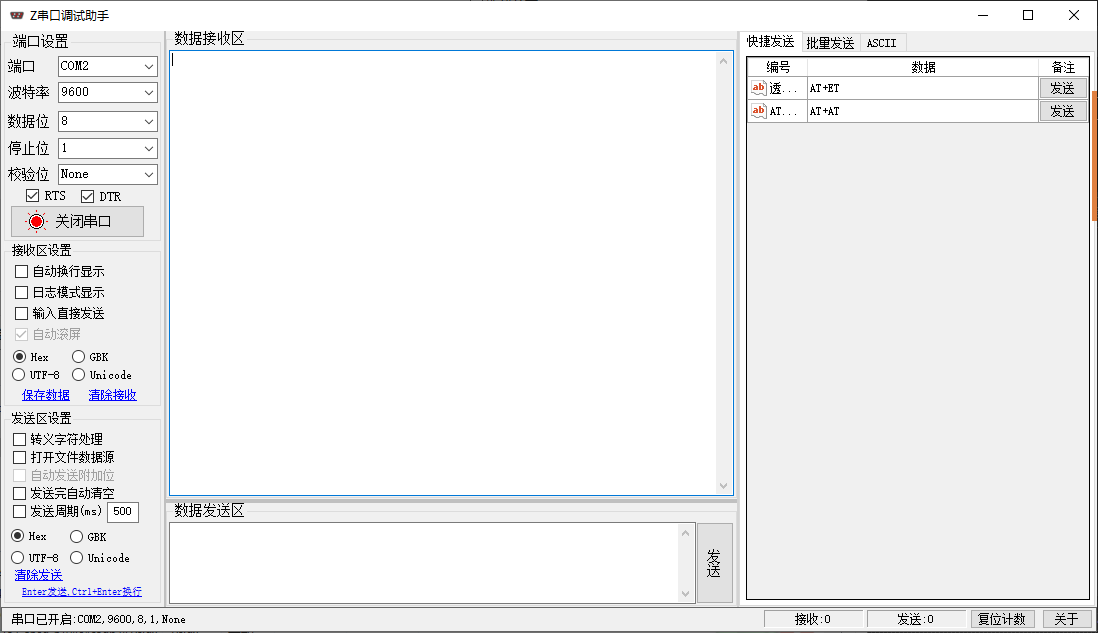 Z串口调试助手
端口设置
端口 COM2
波特率 9600
数据位 8
停止位 1
校验位 None
RTS DTR
关闭串口
接收区设置
自动换行显示
日志模式显示
输入直接发送
自动滚屏
Hex GBK
UTF-8 Unicode
保存数据 清除接收
发送区设置
转义字符处理
打开文件数据源
自动发送附加位
发送完自动清空
发送周期(ms) 500
Hex GBK
UTF-8 Unicode
清除发送
Enter发送,Ctrl+Enter换行
数据接收区
数据发送区
发送
快捷发送 批量发送 ASCII
编号 数据 备注
透... AT+ET 发送
AT... AT+AT 发送
串口已开启:COM2,9600,8,1,None 接收:0 发送:0 复位计数 关于